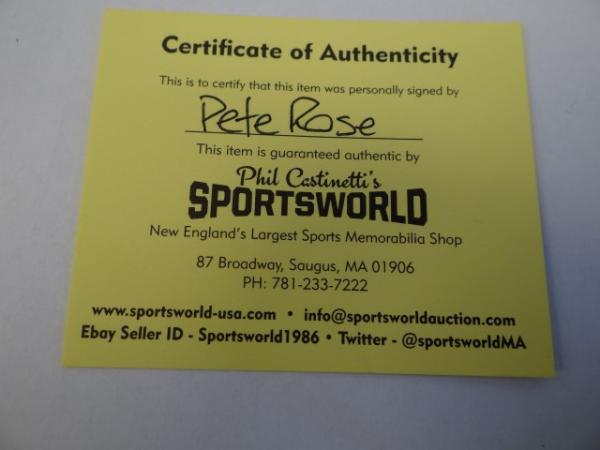 Certificate of Authenticity
This is to certify that this item was personally signed by
Pete Rose
This item is guaranteed authentic by
Phil Castinetti's
SPORTSWORLD
New England's Largest Sports Memorabilia Shop
87 Broadway, Saugus, MA 01906
PH: 781-233-7222
www.sportsworld-usa.com • info@sportsworldauction.com
Ebay Seller ID - Sportsworld1986 • Twitter - @sportsworldMA